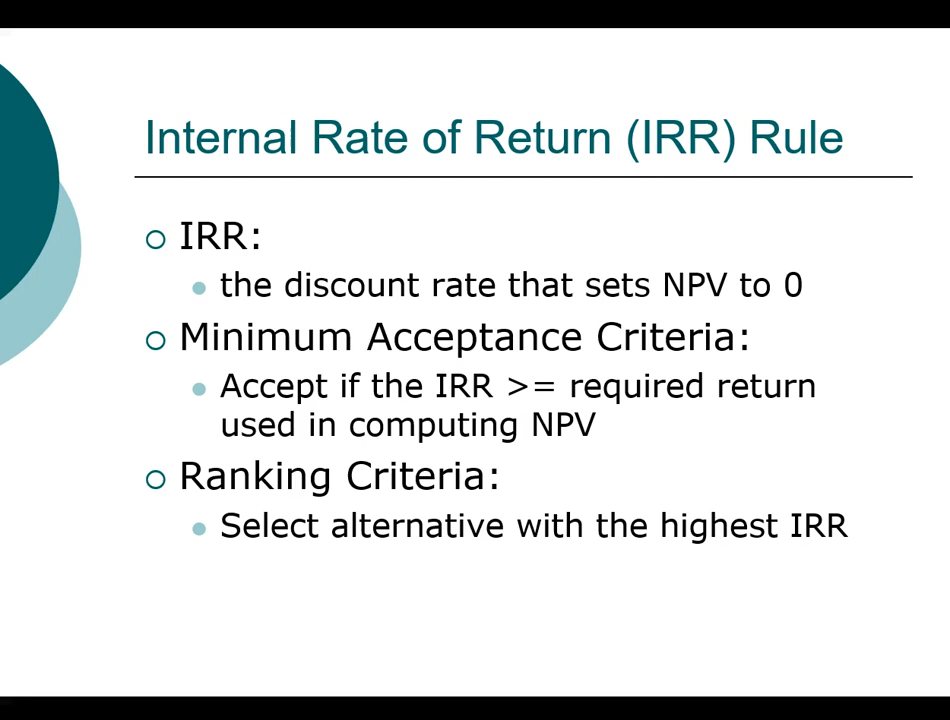 Internal Rate of Return (IRR) Rule
IRR:
the discount rate that sets NPV to 0
Minimum Acceptance Criteria:
Accept if the IRR >= required return
used in computing NPV
Ranking Criteria:
Select alternative with the highest IRR